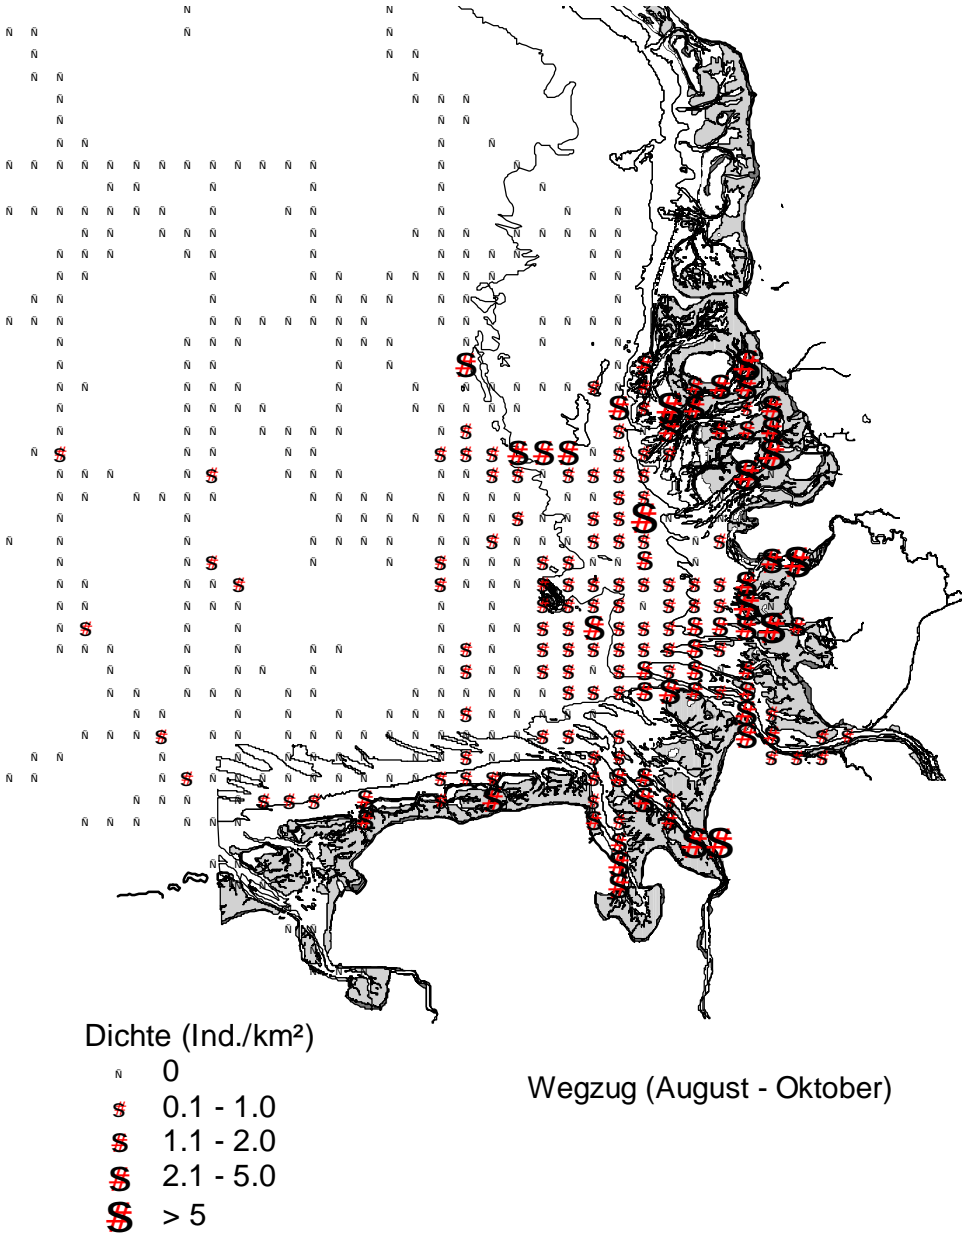 Dichte (Ind./km²)
Ñ 0
0.1 - 1.0
1.1 - 2.0
2.1 - 5.0
> 5
Wegzug (August - Oktober)